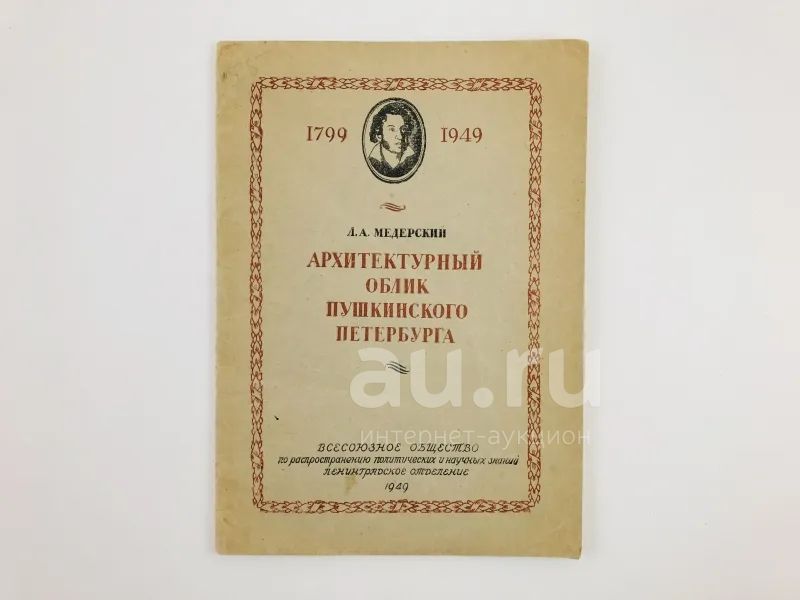 1799 1949
Л.А. МЕДЕРСКИЙ
АРХИТЕКТУРНЫЙ
ОБЛИК
ПУШКИНСКОГО
ПЕТЕРБУРГА
au.ru
интернет-аукцион
ВСЕСОЮЗНОЕ ОБЩЕСТВО
по распространению политических и научных знаний
ЛЕНИНГРАДСКОЕ ОТДЕЛЕНИЕ
1949